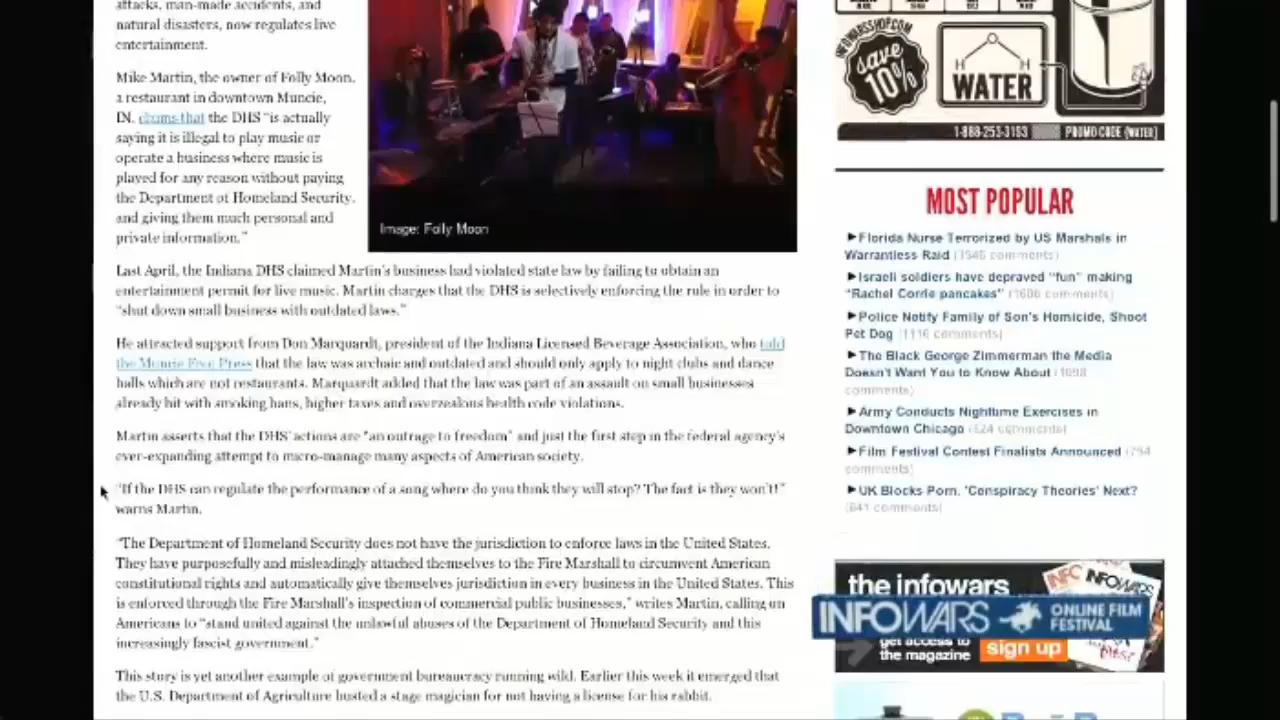 attacks, man-made accidents, and
natural disasters, now regulates live
entertainment.
Mike Martin, the owner of Folly Moon,
a restaurant in downtown Muncie,
IN, claims that the DHS "is actually
saying it is illegal to play music or
operate a business where music is
played for any reason without paying
the Department of Homeland Security,
and giving them much personal and
private information."
Image: Folly Moon
Last April, the Indiana DHS claimed Martin's business had violated state law by failing to obtain an
entertainment permit for live music. Martin charges that the DHS is selectively enforcing the rule in order to
"shut down small business with outdated laws."
He attracted support from Don Marquardt, president of the Indiana Licensed Beverage Association, who told
the Muncie Free Press that the law was archaic and outdated and should only apply to night clubs and dance
halls which are not restaurants. Marquardt added that the law was part of an assault on small businesses
already hit with smoking bans, higher taxes and overzealous health code violations.
Martin asserts that the DHS' actions are "an outrage to freedom" and just the first step in the federal agency's
ever-expanding attempt to micro-manage many aspects of American society.
"If the DHS can regulate the performance of a song where do you think they will stop? The fact is they won't!"
warns Martin.
"The Department of Homeland Security does not have the jurisdiction to enforce laws in the United States.
They have purposefully and misleadingly attached themselves to the Fire Marshall to circumvent American
constitutional rights and automatically give themselves jurisdiction in every business in the United States. This
is enforced through the Fire Marshall's inspection of commercial public businesses," writes Martin, calling on
Americans to "stand united against the unlawful abuses of the Department of Homeland Security and this
increasingly fascist government."
This story is yet another example of government bureaucracy running wild. Earlier this week it emerged that
the U.S. Department of Agriculture busted a stage magician for not having a license for his rabbit.
INFOWARSSHOP.COM
save
10%
H H
WATER
1-888-253-3193 PROMO CODE (WATER)
MOST POPULAR
Florida Nurse Terrorized by US Marshals in
Warrantless Raid (1545 comments)
Israeli soldiers have depraved "fun" making
"Rachel Corrie pancakes" (1606 comments)
Police Notify Family of Son's Homicide, Shoot
Pet Dog (1116 comments)
The Black George Zimmerman the Media
Doesn't Want You to Know About (1098
comments)
Army Conducts Nighttime Exercises in
Downtown Chicago (824 comments)
Film Festival Contest Finalists Announced (794
comments)
UK Blocks Porn. 'Conspiracy Theories' Next?
(641 comments)
the infowars
INFOWARS ONLINE FILM
FESTIVAL
get access to
the magazine sign up